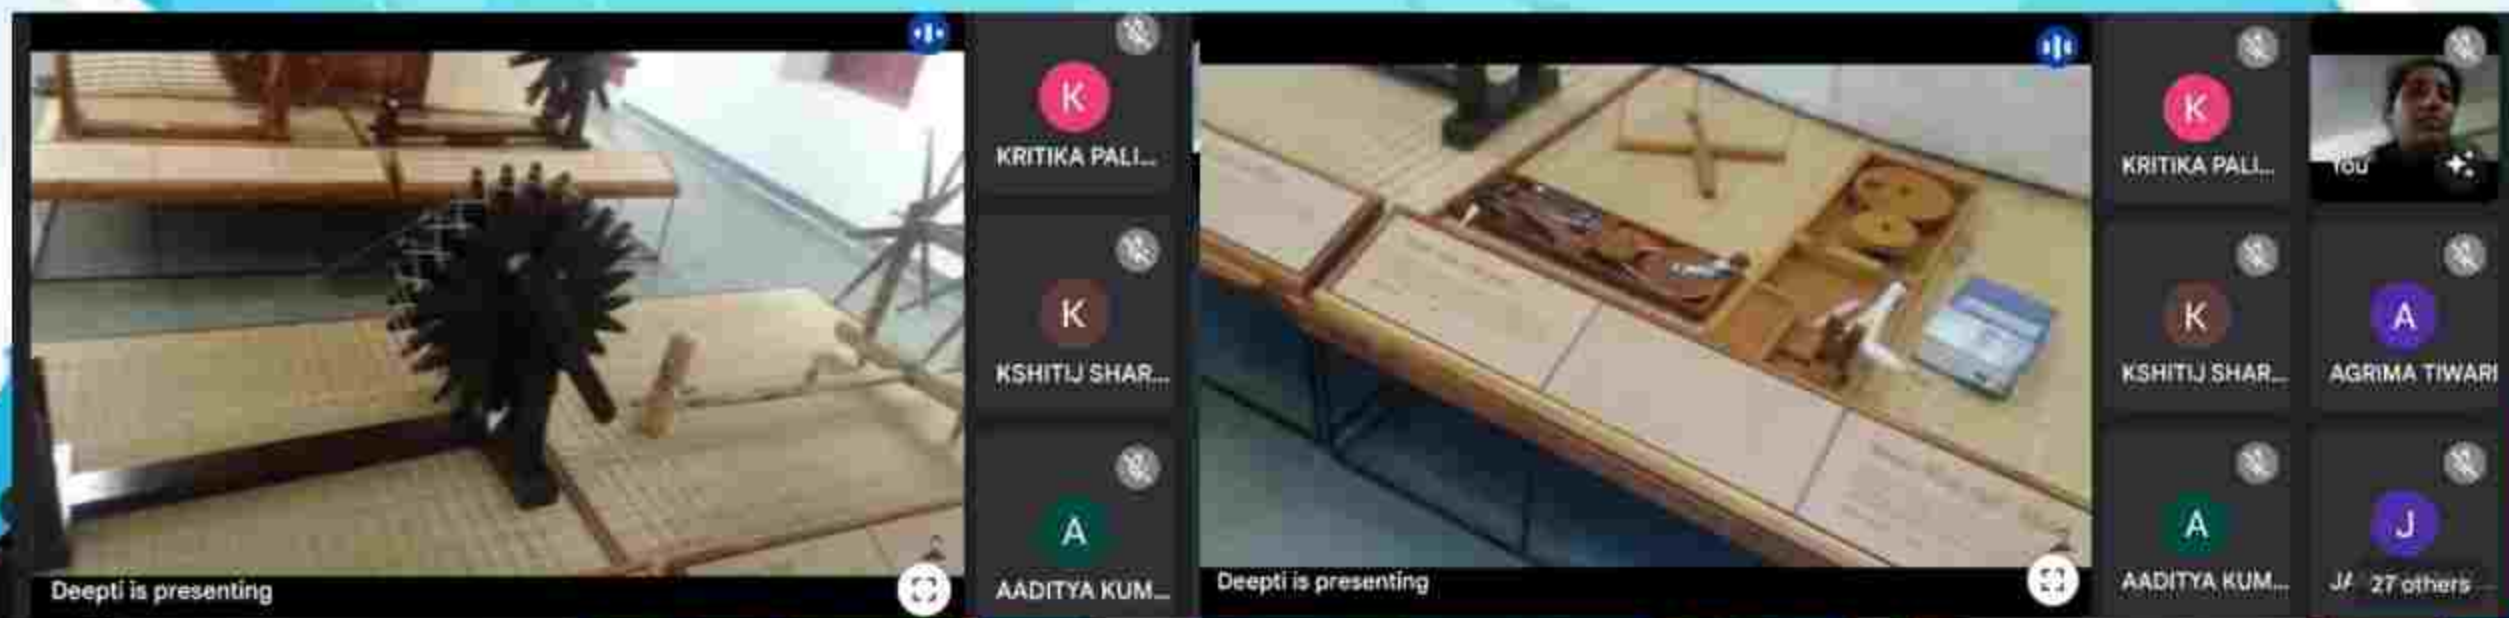 K
KRITIKA PALI...
K
KSHITIJ SHAR...
A
AADITYA KUM...
Deepti is presenting
K
KRITIKA PALI...
You
K
KSHITIJ SHAR...
A
AGRIMA TIWARI
A
AADITYA KUM...
J
JA
27 others
Deepti is presenting